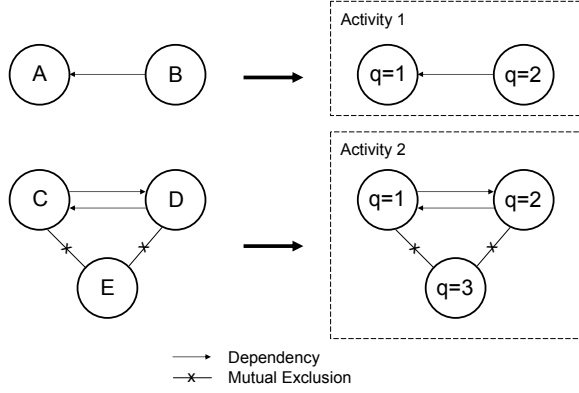 Activity 1
A
B
q=1
q=2
Activity 2
C
D
q=1
q=2
E
q=3
Dependency
Mutual Exclusion